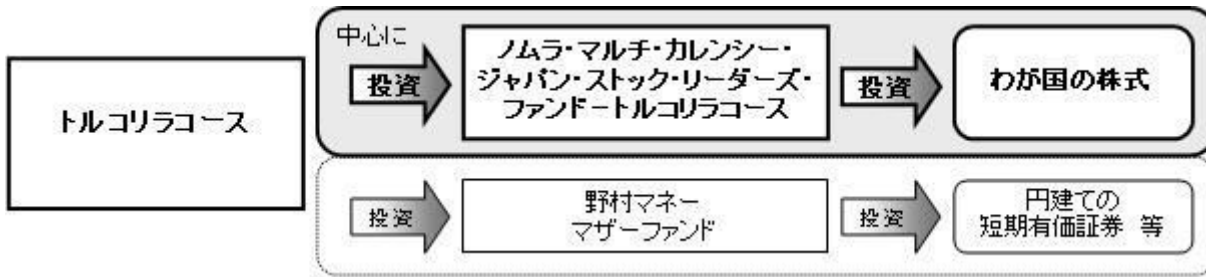 トルコリラコース
中心に
投資
ノムラ・マルチ・カレンシー・
ジャパン・ストック・リーダーズ・
ファンドートルコリラコース
投資
わが国の株式
投資
野村マネー
マザーファンド
投資
円建ての
短期有価証券 等